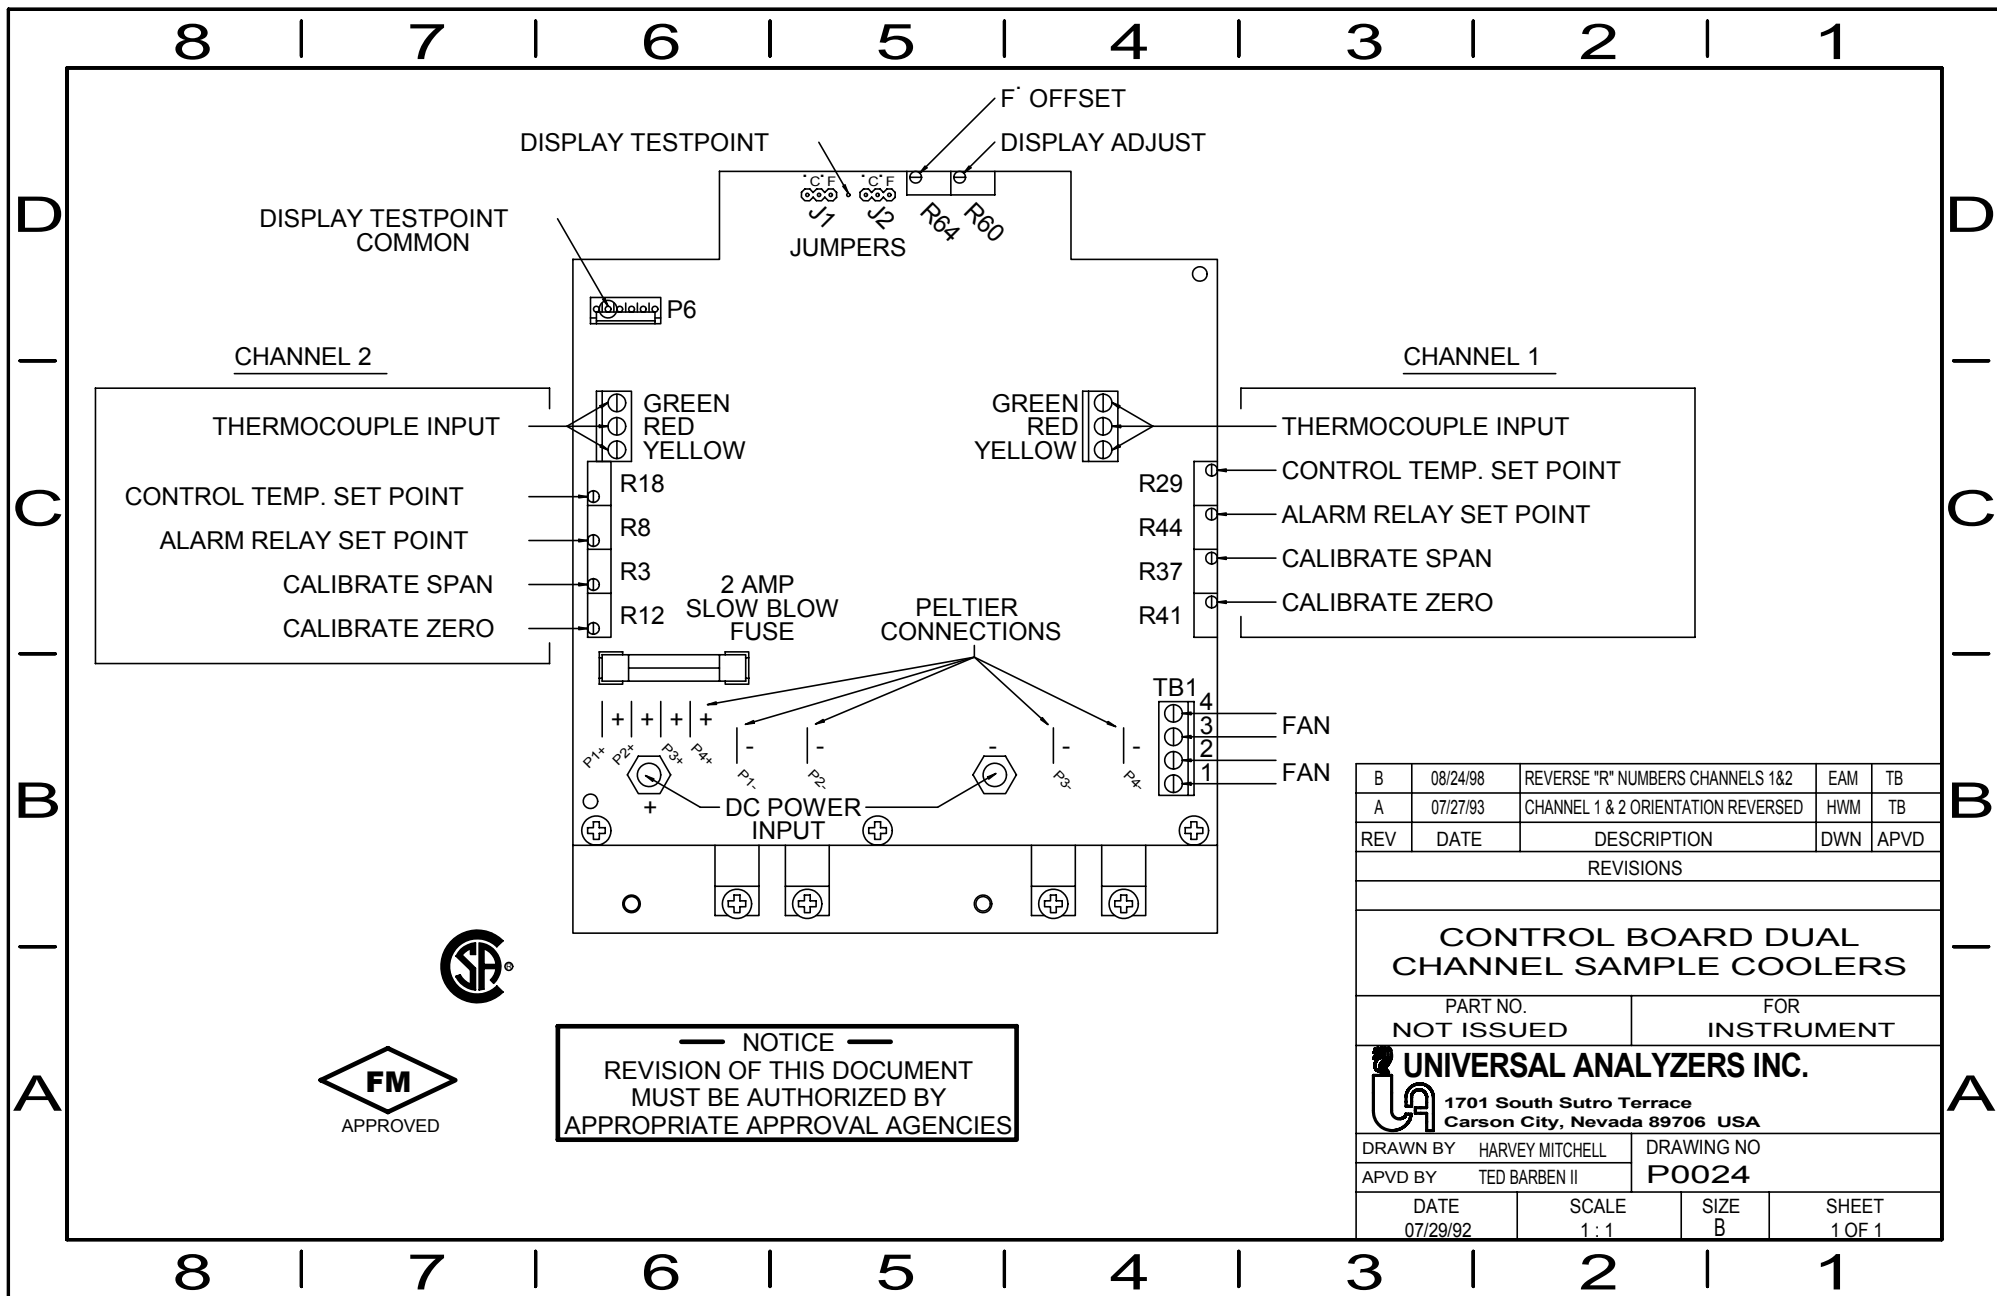 8 7 6 5 4 3 2 1
D
D
C
C
B
B
A
A
F° OFFSET
DISPLAY TESTPOINT
DISPLAY ADJUST
°C°F
°C°F
J1
J2
R64
R60
JUMPERS
DISPLAY TESTPOINT
COMMON
P6
CHANNEL 2
THERMOCOUPLE INPUT
CONTROL TEMP. SET POINT
ALARM RELAY SET POINT
CALIBRATE SPAN
CALIBRATE ZERO
GREEN
RED
YELLOW
R18
R8
R3
R12
CHANNEL 1
GREEN
RED
YELLOW
THERMOCOUPLE INPUT
CONTROL TEMP. SET POINT
ALARM RELAY SET POINT
CALIBRATE SPAN
CALIBRATE ZERO
R29
R44
R37
R41
2 AMP
SLOW BLOW
FUSE
PELTIER
CONNECTIONS
+ + + +
P1+
P2+
P3+
P4+
- - - - -
P1-
P2-
P3-
P4-
+
DC POWER
INPUT
TB1
4
3
2
1
FAN
FAN
B 08/24/98 REVERSE "R" NUMBERS CHANNELS 1&2 EAM TB
A 07/27/93 CHANNEL 1 & 2 ORIENTATION REVERSED HWM TB
REV DATE DESCRIPTION DWN APVD
REVISIONS
CONTROL BOARD DUAL
CHANNEL SAMPLE COOLERS
PART NO.
NOT ISSUED
FOR
INSTRUMENT
UNIVERSAL ANALYZERS INC.
1701 South Sutro Terrace
Carson City, Nevada 89706 USA
DRAWN BY HARVEY MITCHELL
APVD BY TED BARBEN II
DRAWING NO
P0024
DATE
07/29/92
SCALE
1 : 1
SIZE
B
SHEET
1 OF 1
CSA ®
FM
APPROVED
NOTICE
REVISION OF THIS DOCUMENT
MUST BE AUTHORIZED BY
APPROPRIATE APPROVAL AGENCIES
8 7 6 5 4 3 2 1